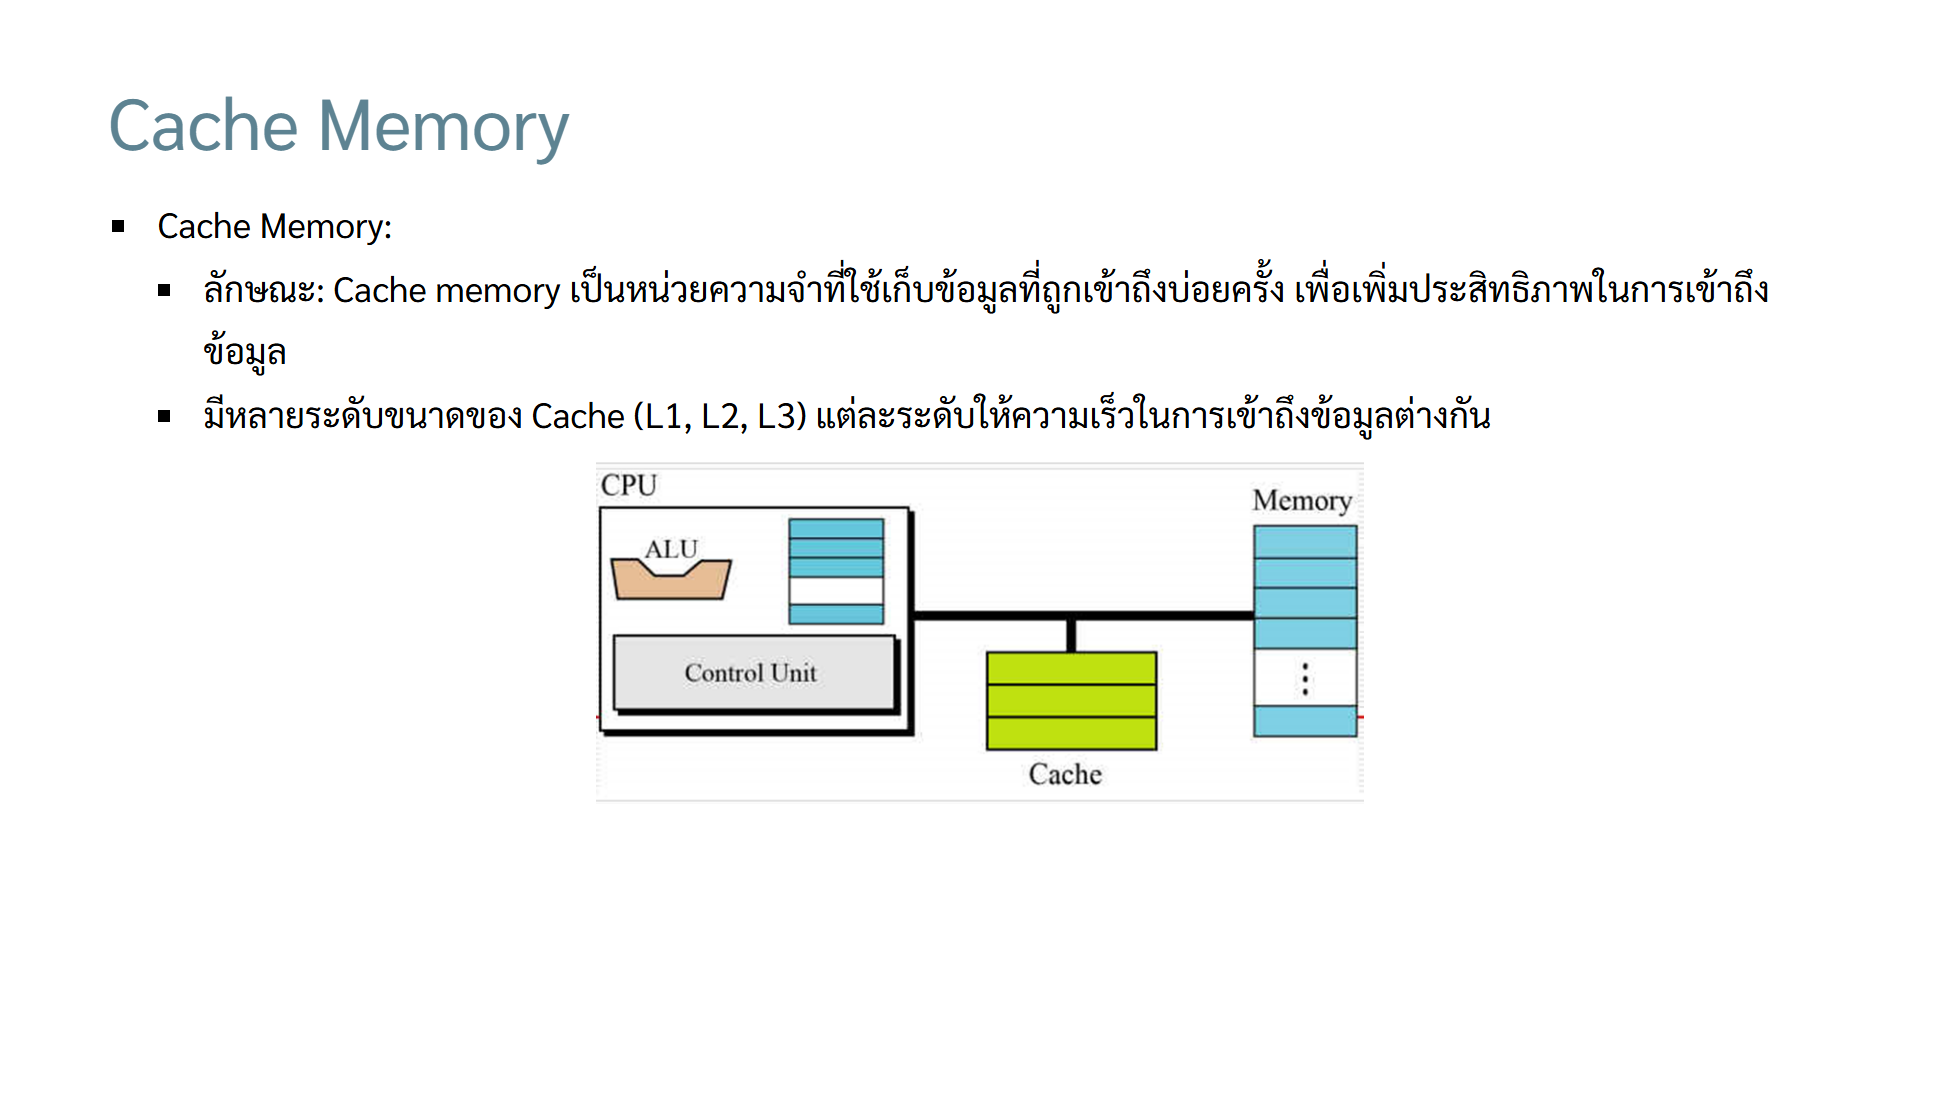 Cache Memory
Cache Memory:
ลักษณะ: Cache memory เป็นหน่วยความจำที่ใช้เก็บข้อมูลที่ถูกเข้าถึงบ่อยครั้ง เพื่อเพิ่มประสิทธิภาพในการเข้าถึง
ข้อมูล
มีหลายระดับขนาดของ Cache (L1, L2, L3) แต่ละระดับให้ความเร็วในการเข้าถึงข้อมูลต่างกัน
CPU
Memory
ALU
Control Unit
Cache